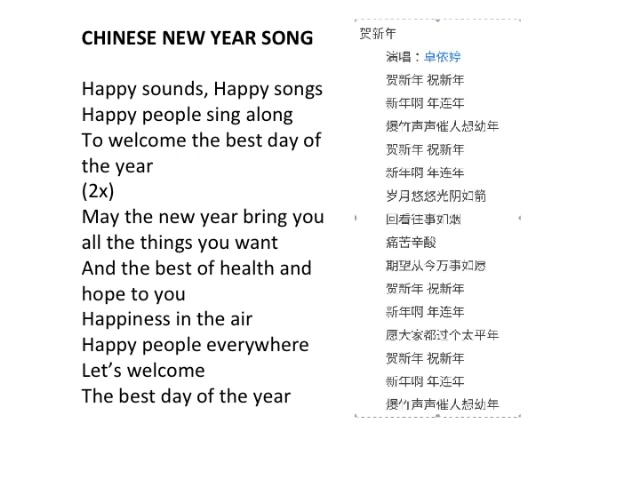 CHINESE NEW YEAR SONG
Happy sounds, Happy songs
Happy people sing along
To welcome the best day of
the year
(2x)
May the new year bring you
all the things you want
And the best of health and
hope to you
Happiness in the air
Happy people everywhere
Let’s welcome
The best day of the year
贺新年
演唱：卓依婷
贺新年 祝新年
新年啊 年连年
爆竹声声催人想幼年
贺新年 祝新年
新年啊 年连年
岁月悠悠光阴如箭
回看往事如烟
痛苦辛酸
期望从今万事如愿
贺新年 祝新年
新年啊 年连年
愿大家都过个太平年
贺新年 祝新年
新年啊 年连年
爆竹声声催人想幼年